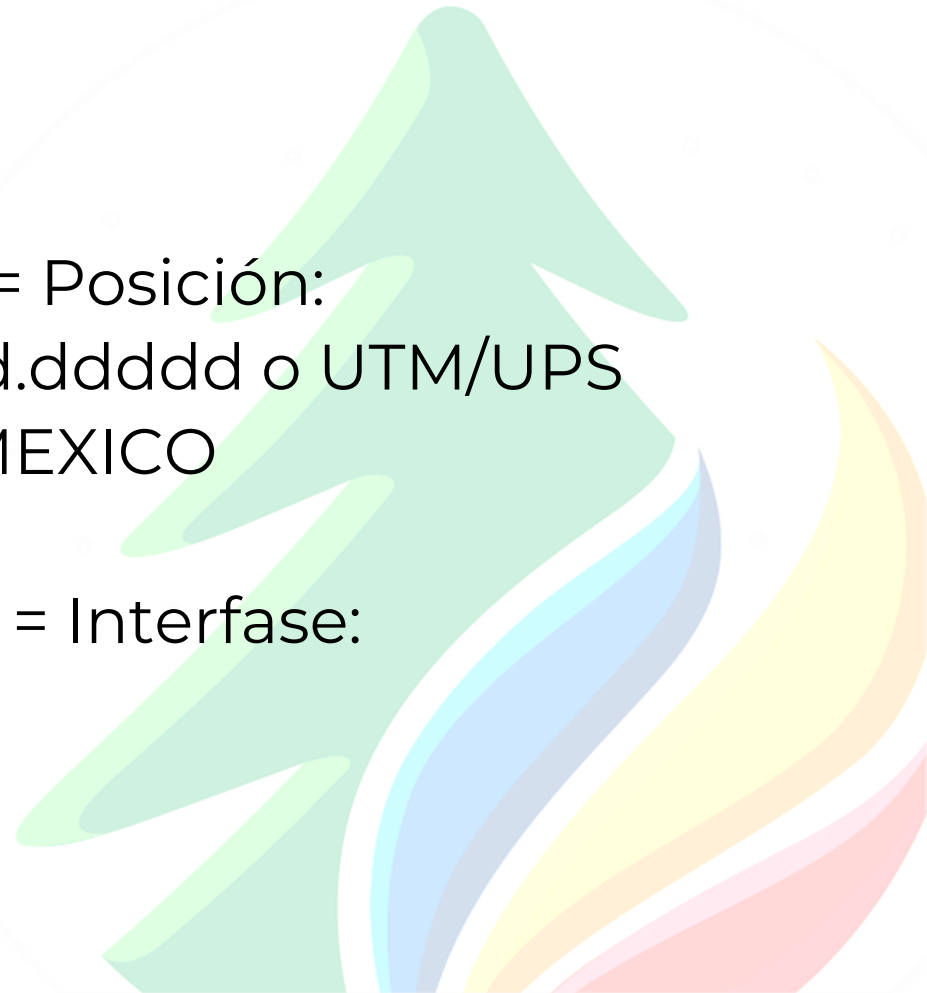 = Posición:
d.ddddd o UTM/UPS
MEXICO
= Interfase: